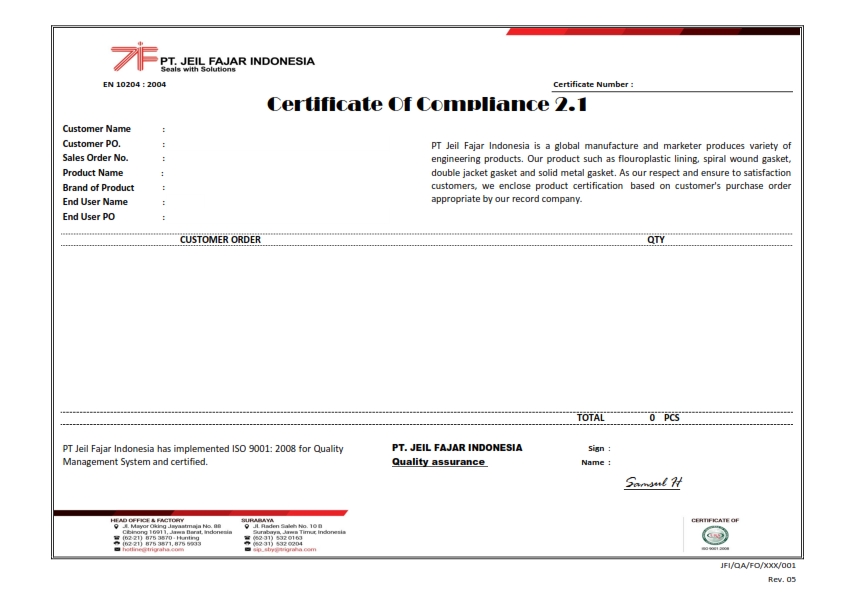 PT. JEIL FAJAR INDONESIA
Seals with Solutions
EN 10204 : 2004
Certificate Number :
Certificate Of Compliance 2.1
Customer Name :
Customer PO. :
Sales Order No. :
Product Name :
Brand of Product :
End User Name :
End User PO :
PT Jeil Fajar Indonesia is a global manufacture and marketer produces variety of
engineering products. Our product such as flouroplastic lining, spiral wound gasket,
double jacket gasket and solid metal gasket. As our respect and ensure to satisfaction
customers, we enclose product certification based on customer's purchase order
appropriate by our record company.
CUSTOMER ORDER QTY
TOTAL 0 PCS
PT Jeil Fajar Indonesia has implemented ISO 9001: 2008 for Quality
Management System and certified.
PT. JEIL FAJAR INDONESIA
Quality assurance
Sign :
Name :
Samsul H
HEAD OFFICE & FACTORY
Jl. Mayor Oking Jayaatmaja No. 88
Cibinong 16911, Jawa Barat, Indonesia
(62-21) 875 3870 - Hunting
(62-21) 875 3871, 875 5933
hotline@trigraha.com
SURABAYA
Jl. Raden Saleh No. 10 B
Surabaya, Jawa Timur, Indonesia
(62-31) 532 0163
(62-31) 532 0204
sip_sby@trigraha.com
CERTIFICATE OF
ISO 9001:2008
JFI/QA/FO/XXX/001
Rev. 05